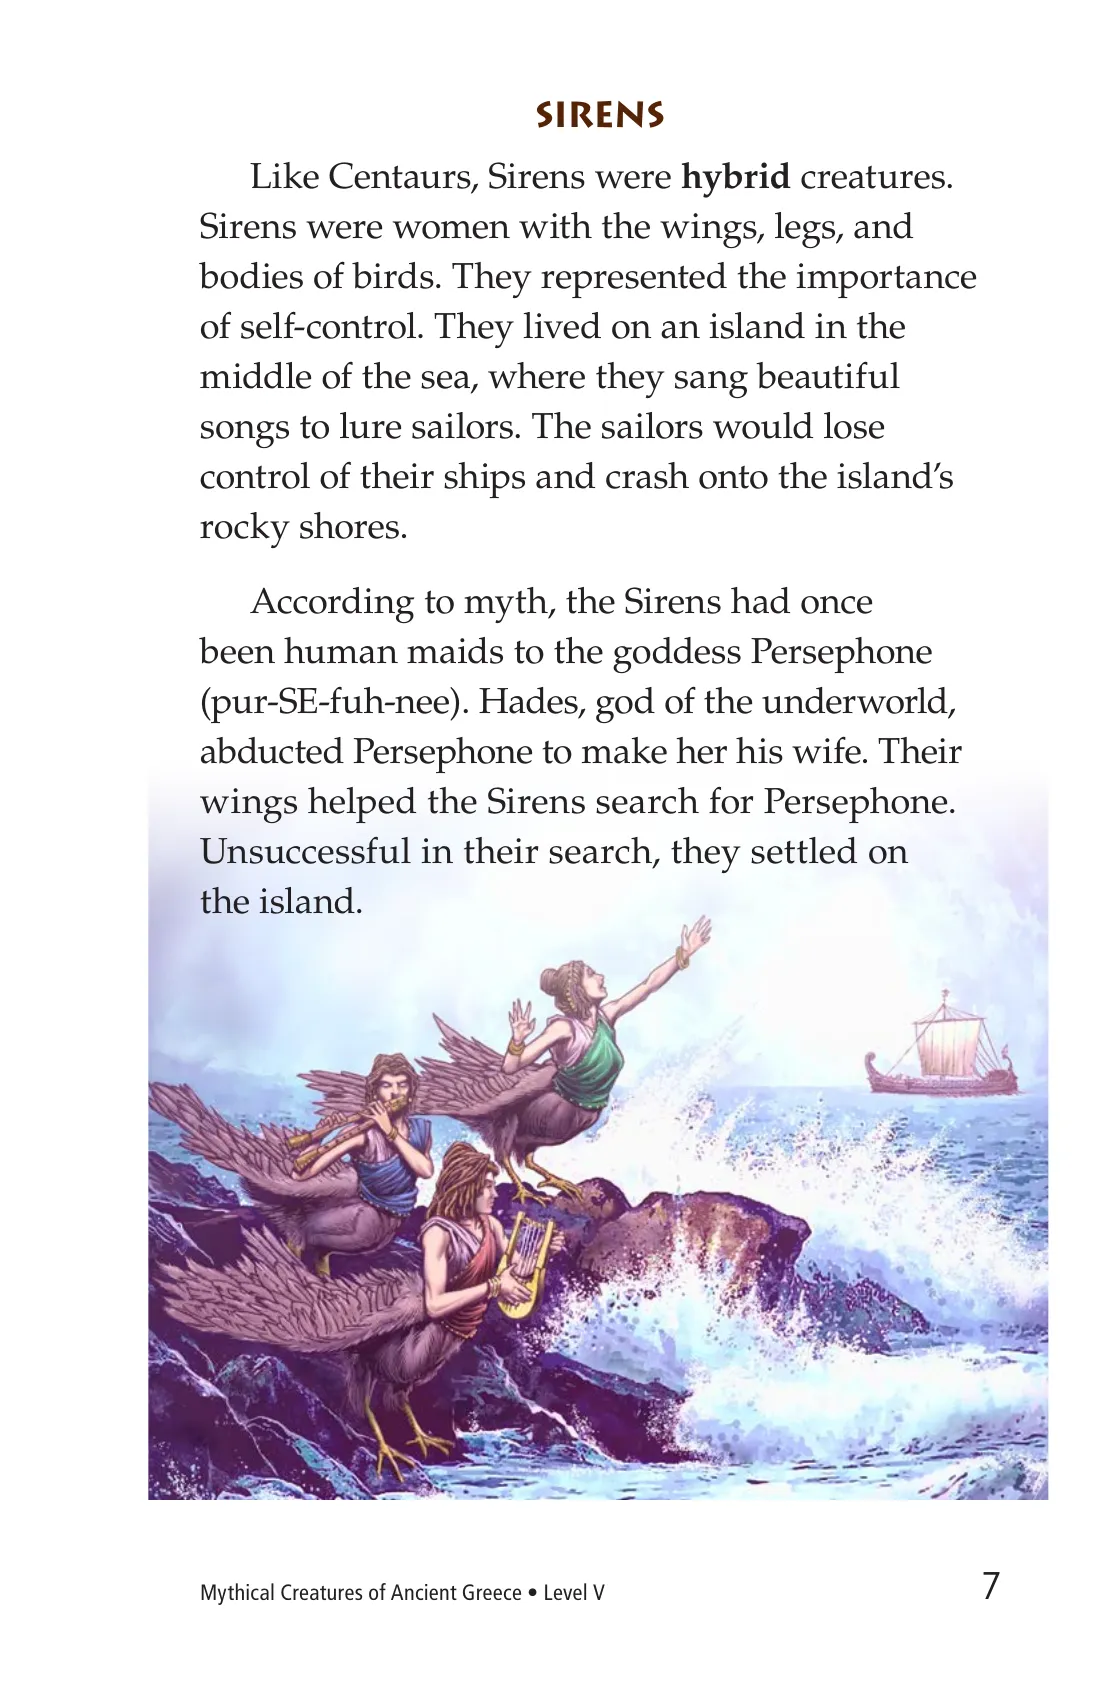 SIRENS
Like Centaurs, Sirens were hybrid creatures.
Sirens were women with the wings, legs, and
bodies of birds. They represented the importance
of self-control. They lived on an island in the
middle of the sea, where they sang beautiful
songs to lure sailors. The sailors would lose
control of their ships and crash onto the island’s
rocky shores.
According to myth, the Sirens had once
been human maids to the goddess Persephone
(pur-SE-fuh-nee). Hades, god of the underworld,
abducted Persephone to make her his wife. Their
wings helped the Sirens search for Persephone.
Unsuccessful in their search, they settled on
the island.
Mythical Creatures of Ancient Greece • Level V
7